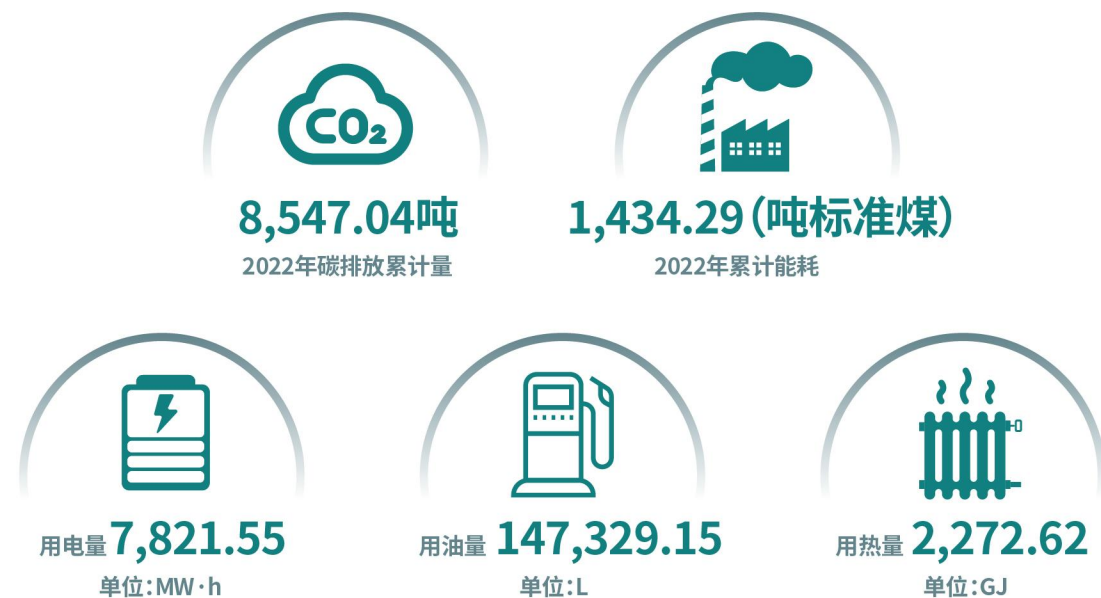 CO₂
8,547.04吨
2022年碳排放累计量
1,434.29(吨标准煤)
2022年累计能耗
用电量 7,821.55
单位:MW·h
用油量 147,329.15
单位:L
用热量 2,272.62
单位:GJ